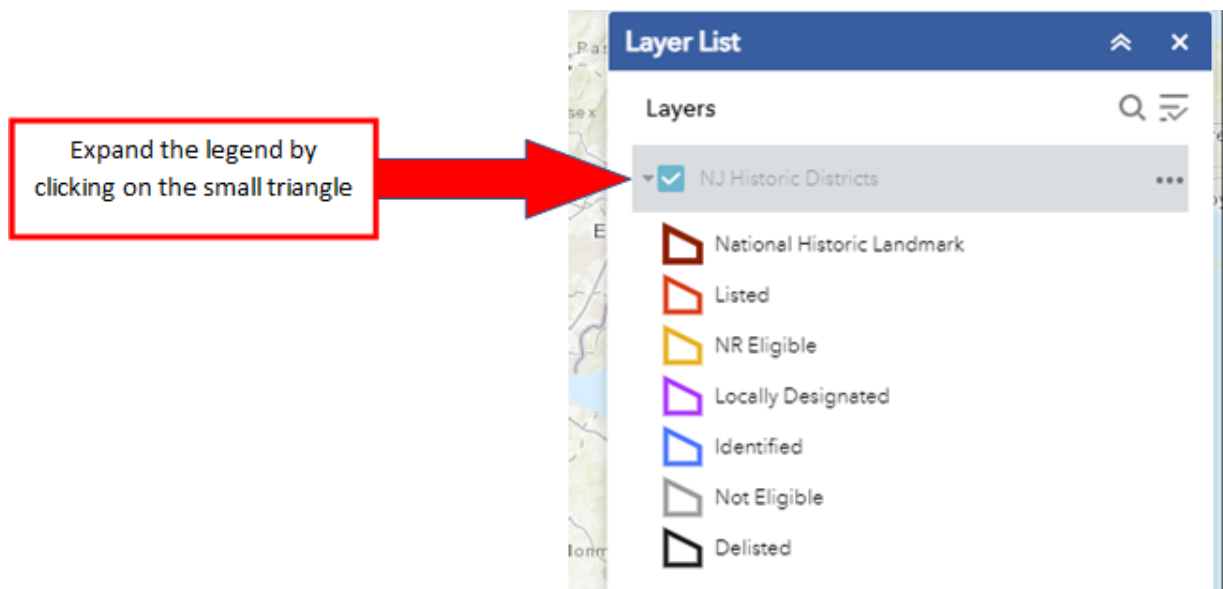 Layer List
Layers
Expand the legend by
clicking on the small triangle
NJ Historic Districts
National Historic Landmark
Listed
NR Eligible
Locally Designated
Identified
Not Eligible
Delisted